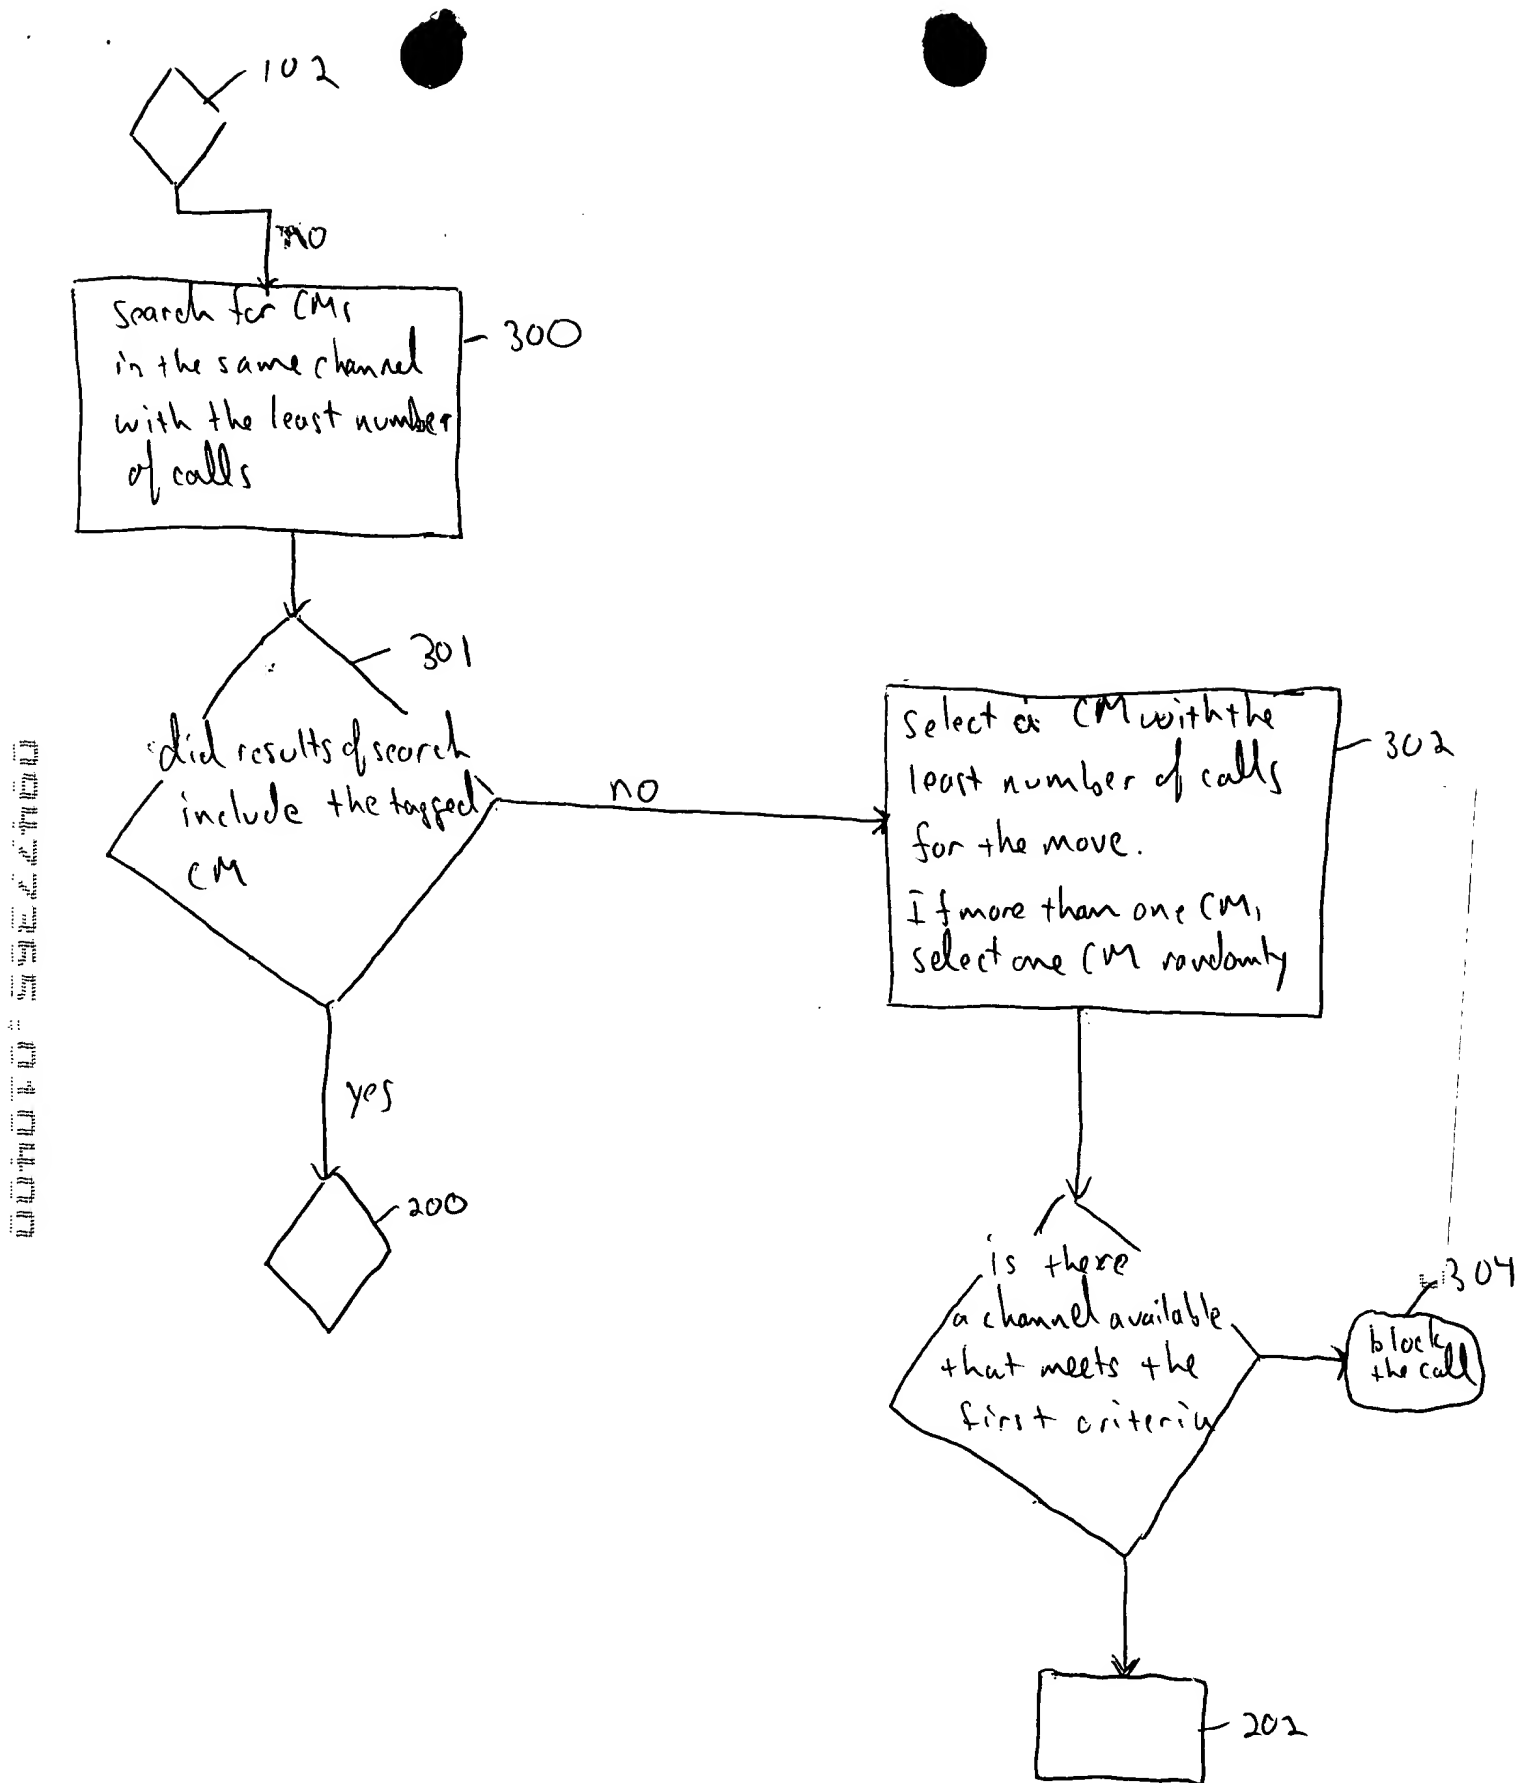 102
no
search for CMs
in the same channel
with the least number
of calls
300
301
did results of search
include the tagged
CM
no
yes
200
select a CM with the
least number of calls
for the move.
If more than one CM,
select one CM randomly
302
is there
a channel available
that meets the
first criteria
304
block
the call
202